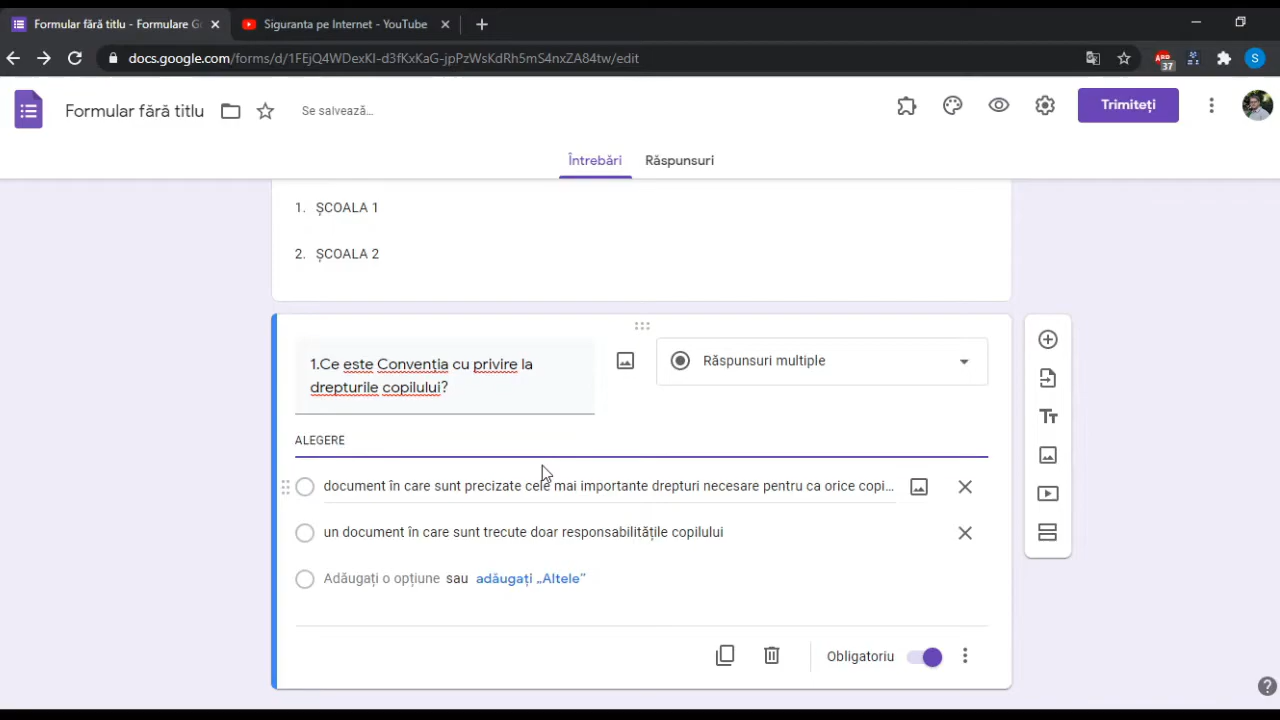 Formular fără titlu - Formulare G
Siguranta pe Internet - YouTube
docs.google.com/forms/d/1FEjQ4WDexKI-d3fKxKaG-jpPzWsKdRh5mS4nxZA84tw/edit
ABP
37
S
Formular fără titlu
Se salvează...
Trimiteți
Întrebări
Răspunsuri
1. ȘCOALA 1
2. ȘCOALA 2
1.Ce este Convenția cu privire la
drepturile copilului?
Răspunsuri multiple
ALEGERE
document în care sunt precizate cele mai importante drepturi necesare pentru ca orice copi...
un document în care sunt trecute doar responsabilitățile copilului
Adăugați o opțiune sau adăugați „Altele”
Obligatoriu